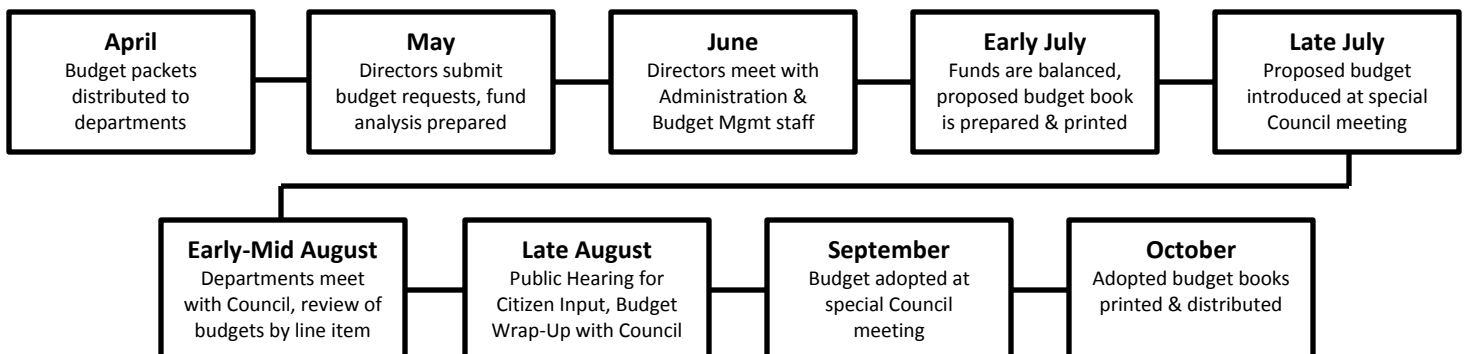 April
Budget packets
distributed to
departments
May
Directors submit
budget requests, fund
analysis prepared
June
Directors meet with
Administration &
Budget Mgmt staff
Early July
Funds are balanced,
proposed budget book
is prepared & printed
Late July
Proposed budget
introduced at special
Council meeting
Early-Mid August
Departments meet
with Council, review of
budgets by line item
Late August
Public Hearing for
Citizen Input, Budget
Wrap-Up with Council
September
Budget adopted at
special Council
meeting
October
Adopted budget books
printed & distributed